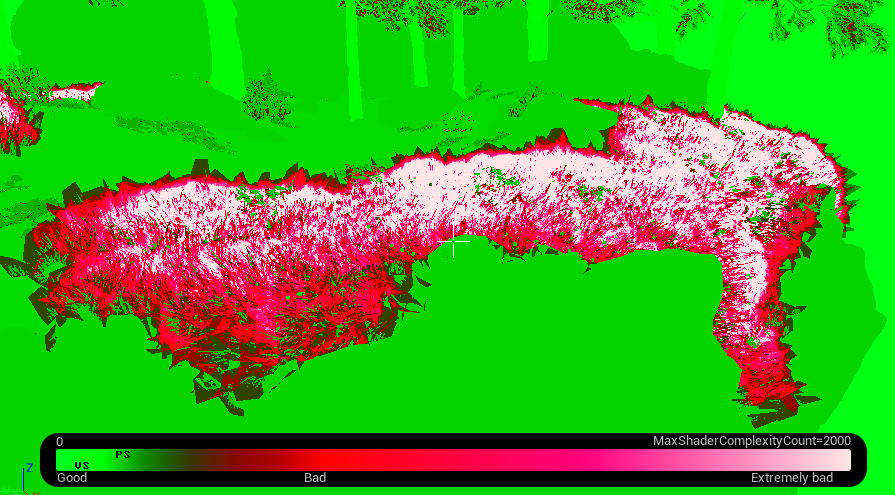 0
MaxShaderComplexityCount=2000
PS
VS
Good
Bad
Extremely bad
Z